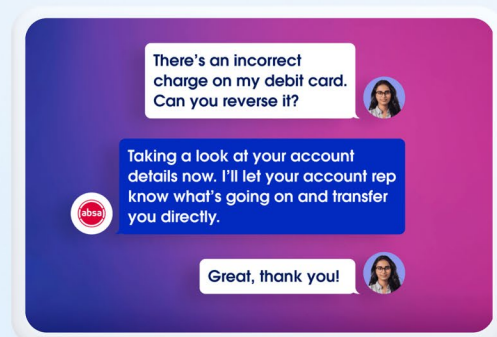 There’s an incorrect
charge on my debit card.
Can you reverse it?
Taking a look at your account
details now. I’ll let your account rep
know what’s going on and transfer
you directly.
(absa)
Great, thank you!